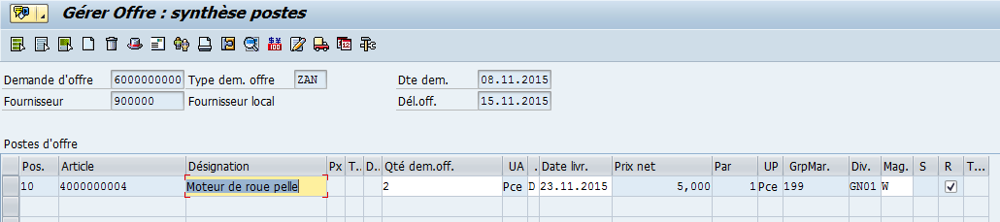 Gérer Offre : synthèse postes
Demande d'offre 6000000000 Type dem. offre ZAN Dte dem. 08.11.2015
Fournisseur 900000 Fournisseur local Dél.off. 15.11.2015
Postes d'offre
Pos. Article Désignation Px T.. D.. Qté dem.off. UA . Date livr. Prix net Par UP GrpMar. Div. Mag. S R T...
10 4000000004 Moteur de roue pelle 2 Pce D 23.11.2015 5,000 1 Pce 199 GN01 W